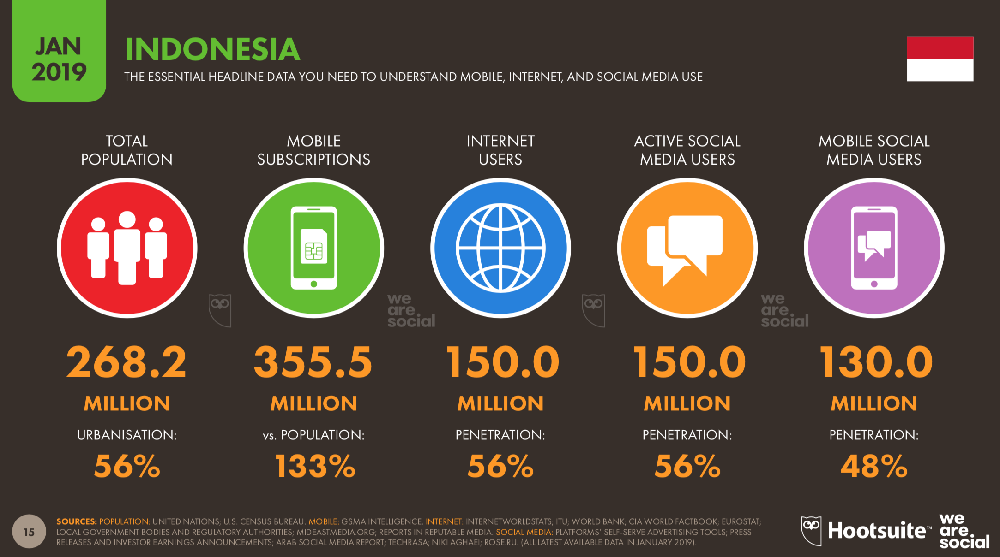 JAN
2019
INDONESIA
THE ESSENTIAL HEADLINE DATA YOU NEED TO UNDERSTAND MOBILE, INTERNET, AND SOCIAL MEDIA USE
TOTAL
POPULATION
MOBILE
SUBSCRIPTIONS
INTERNET
USERS
ACTIVE SOCIAL
MEDIA USERS
MOBILE SOCIAL
MEDIA USERS
we
are.
social
we
are.
social
268.2
MILLION
URBANISATION:
56%
355.5
MILLION
vs. POPULATION:
133%
150.0
MILLION
PENETRATION:
56%
150.0
MILLION
PENETRATION:
56%
130.0
MILLION
PENETRATION:
48%
15
SOURCES: POPULATION: UNITED NATIONS; U.S. CENSUS BUREAU. MOBILE: GSMA INTELLIGENCE. INTERNET: INTERNETWORLDSTATS; ITU; WORLD BANK; CIA WORLD FACTBOOK; EUROSTAT;
LOCAL GOVERNMENT BODIES AND REGULATORY AUTHORITIES; MIDEASTMEDIA.ORG; REPORTS IN REPUTABLE MEDIA. SOCIAL MEDIA: PLATFORMS' SELF-SERVE ADVERTISING TOOLS; PRESS
RELEASES AND INVESTOR EARNINGS ANNOUNCEMENTS; ARAB SOCIAL MEDIA REPORT; TECHRASA; NIKI AGHAEI; ROSE.RU. (ALL LATEST AVAILABLE DATA IN JANUARY 2019).
Hootsuite™
we
are.
social